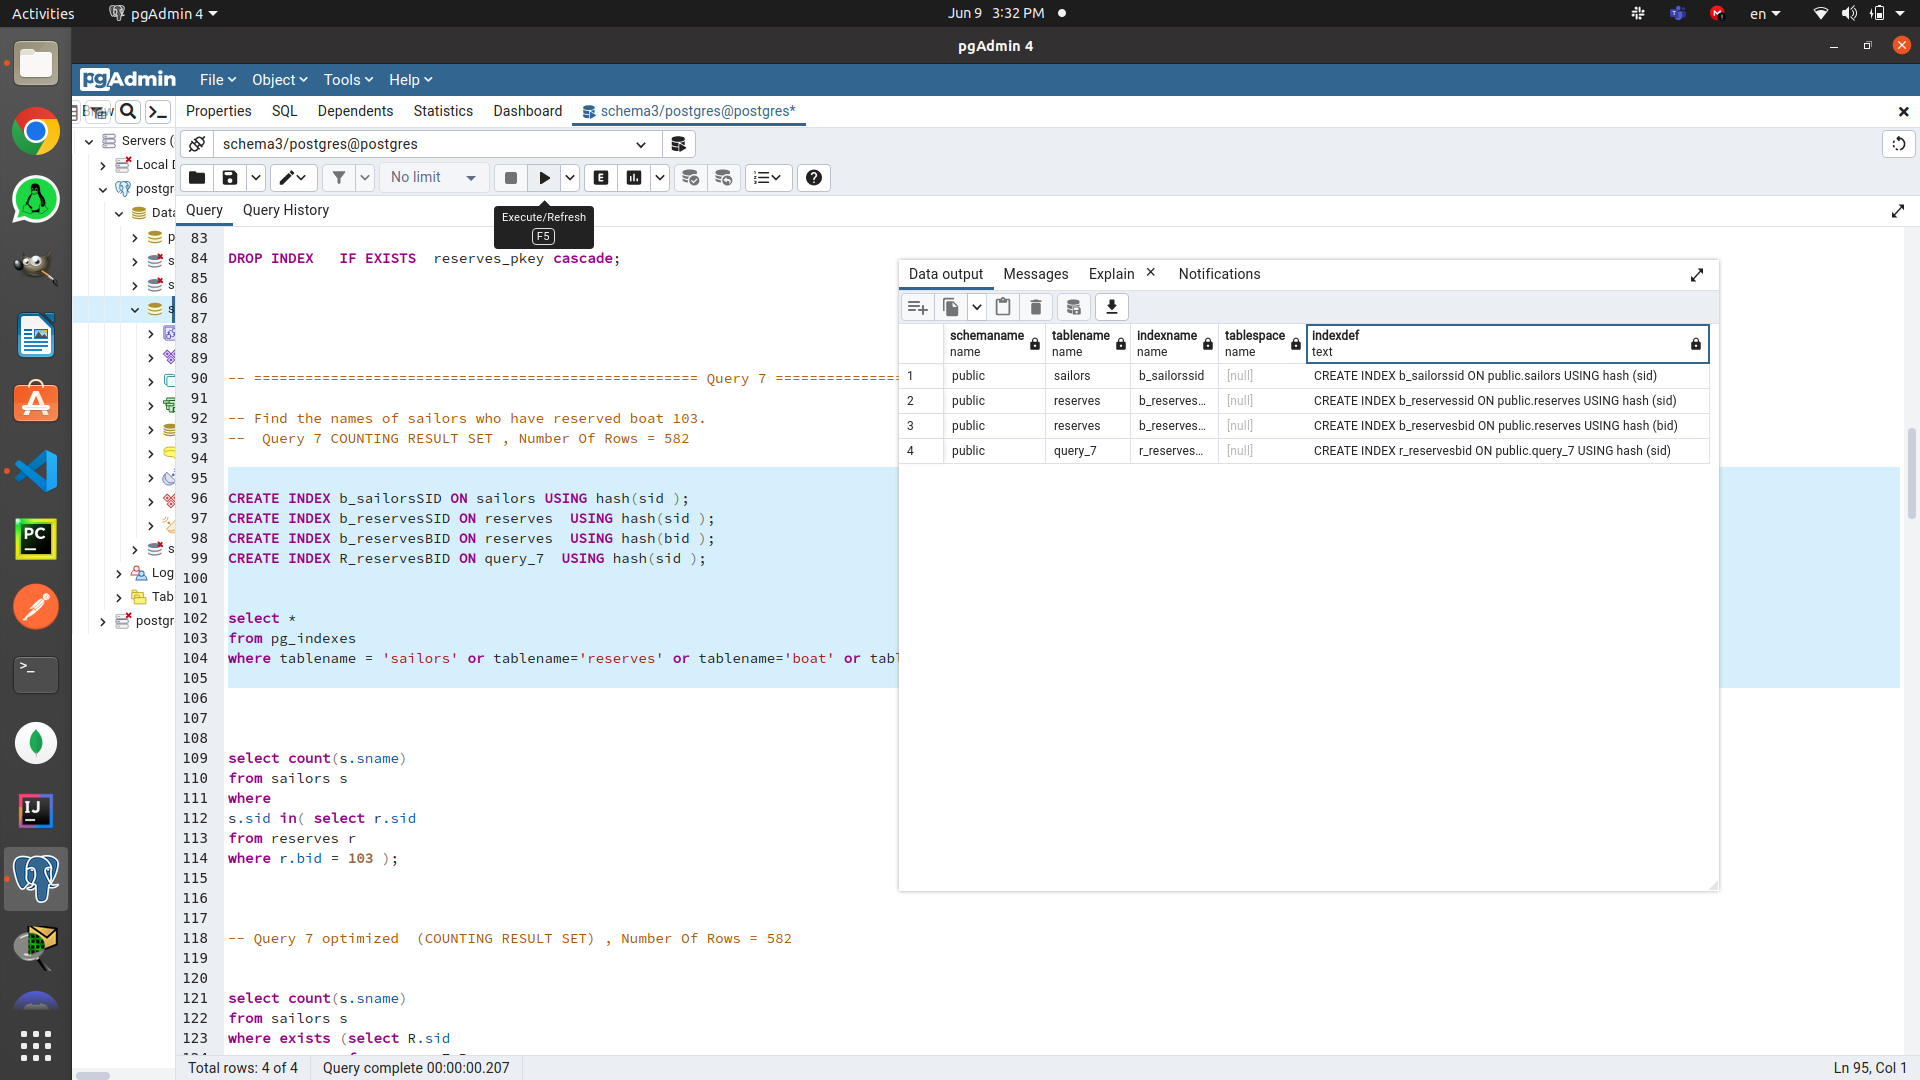 Activities
pgAdmin 4
Jun 9 3:32 PM
en
pgAdmin 4
pgAdmin
File
Object
Tools
Help
Properties
SQL
Dependents
Statistics
Dashboard
schema3/postgres@postgres*
Servers (
Local D
postgr
Data
p
s
s
s
s
Log
Tab
postgr
schema3/postgres@postgres
No limit
Query
Query History
Execute/Refresh
F5
83
84 DROP INDEX IF EXISTS reserves_pkey cascade;
85
86
87
88
89
90 -- ==================================================== Query 7 ===============
91
92 -- Find the names of sailors who have reserved boat 103.
93 -- Query 7 COUNTING RESULT SET , Number Of Rows = 582
94
95
96 CREATE INDEX b_sailorsSID ON sailors USING hash(sid );
97 CREATE INDEX b_reservesSID ON reserves USING hash(sid );
98 CREATE INDEX b_reservesBID ON reserves USING hash(bid );
99 CREATE INDEX R_reservesBID ON query_7 USING hash(sid );
100
101
102 select *
103 from pg_indexes
104 where tablename = 'sailors' or tablename='reserves' or tablename='boat' or tabl
105
106
107
108
109 select count(s.sname)
110 from sailors s
111 where
112 s.sid in( select r.sid
113 from reserves r
114 where r.bid = 103 );
115
116
117
118 -- Query 7 optimized (COUNTING RESULT SET) , Number Of Rows = 582
119
120
121 select count(s.sname)
122 from sailors s
123 where exists (select R.sid
Data output
Messages
Explain
Notifications
schemaname name
tablename name
indexname name
tablespace name
indexdef text
1 public sailors b_sailorssid [null] CREATE INDEX b_sailorssid ON public.sailors USING hash (sid)
2 public reserves b_reserves... [null] CREATE INDEX b_reservessid ON public.reserves USING hash (sid)
3 public reserves b_reserves... [null] CREATE INDEX b_reservesbid ON public.reserves USING hash (bid)
4 public query_7 r_reserves... [null] CREATE INDEX r_reservesbid ON public.query_7 USING hash (sid)
Total rows: 4 of 4
Query complete 00:00:00.207
Ln 95, Col 1